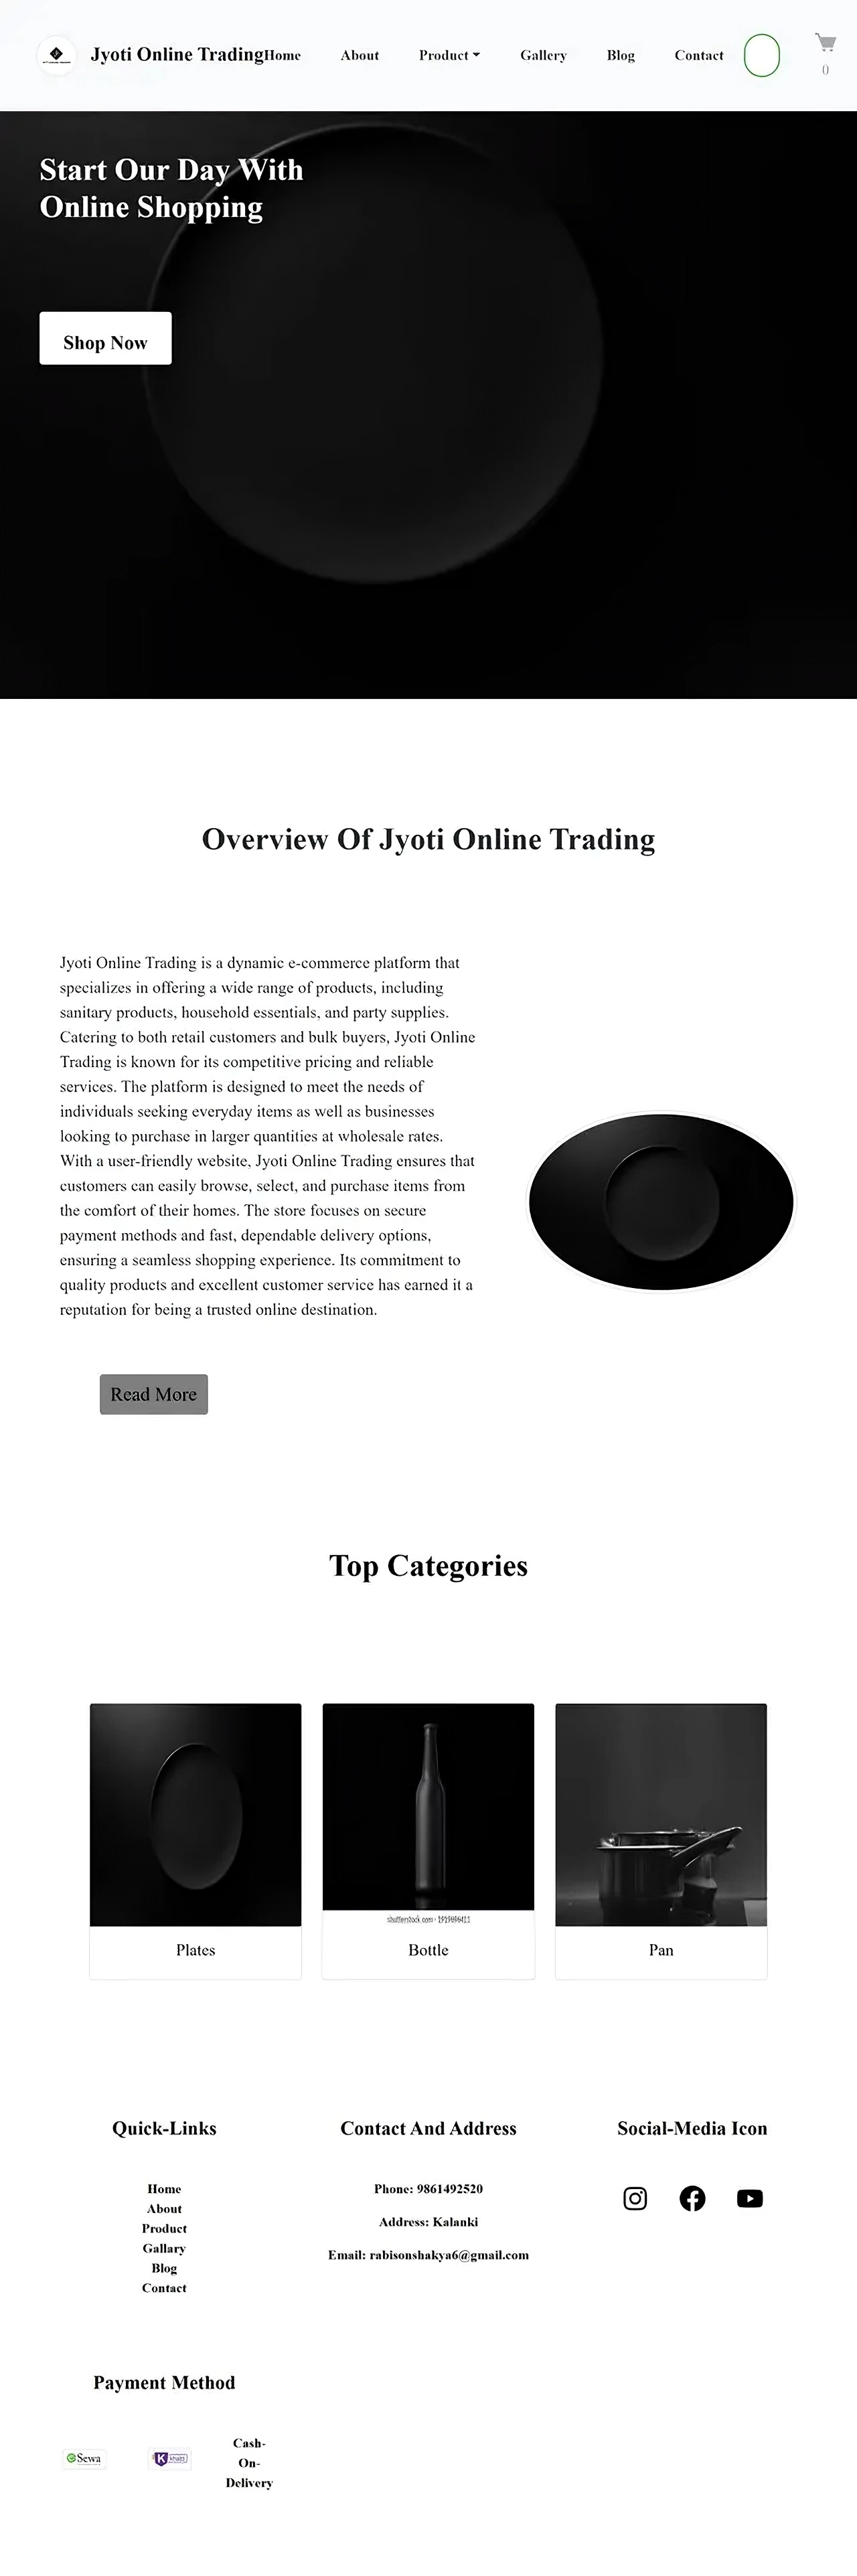 Jyoti Online Trading
Home
About
Product
Gallery
Blog
Contact
()
Start Our Day With
Online Shopping
Shop Now
Overview Of Jyoti Online Trading
Jyoti Online Trading is a dynamic e-commerce platform that
specializes in offering a wide range of products, including
sanitary products, household essentials, and party supplies.
Catering to both retail customers and bulk buyers, Jyoti Online
Trading is known for its competitive pricing and reliable
services. The platform is designed to meet the needs of
individuals seeking everyday items as well as businesses
looking to purchase in larger quantities at wholesale rates.
With a user-friendly website, Jyoti Online Trading ensures that
customers can easily browse, select, and purchase items from
the comfort of their homes. The store focuses on secure
payment methods and fast, dependable delivery options,
ensuring a seamless shopping experience. Its commitment to
quality products and excellent customer service has earned it a
reputation for being a trusted online destination.
Read More
Top Categories
shutterstock.com
Plates
Bottle
Pan
Quick-Links
Home
About
Product
Gallary
Blog
Contact
Contact And Address
Phone: 9861492520
Address: Kalanki
Email: rabisonshakya6@gmail.com
Social-Media Icon
Payment Method
eSewa
khalti
Cash-
On-
Delivery